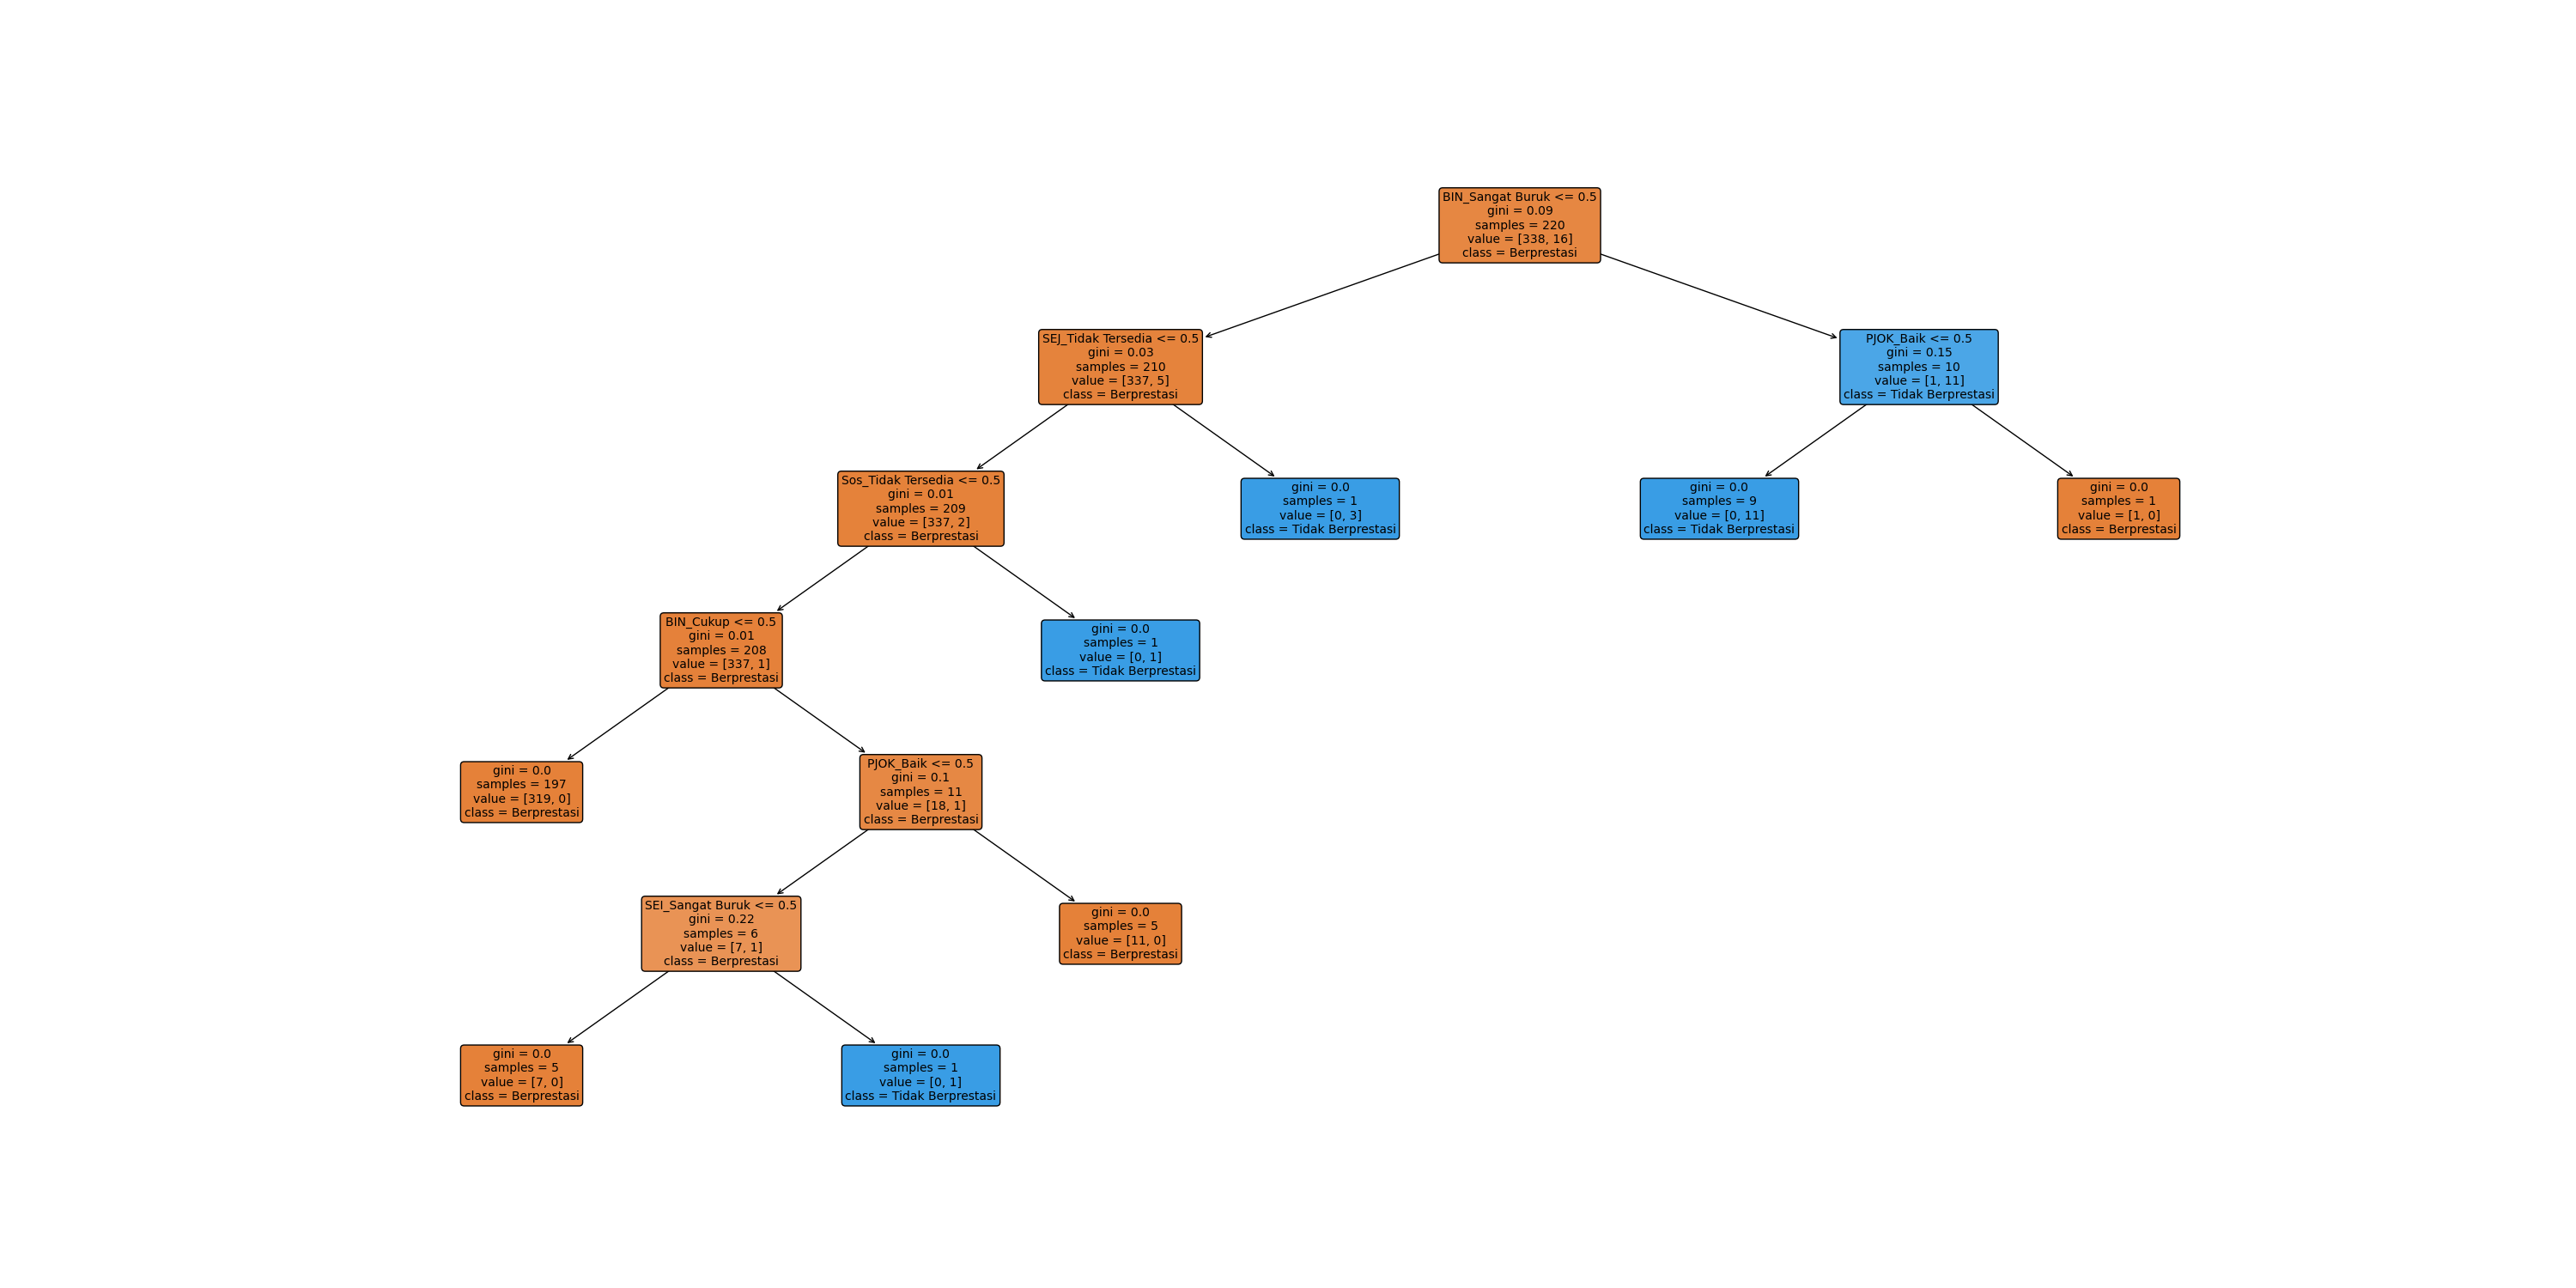 BIN_Sangat Buruk <= 0.5
gini = 0.09
samples = 220
value = [338, 16]
class = Berprestasi
SEJ_Tidak Tersedia <= 0.5
gini = 0.03
samples = 210
value = [337, 5]
class = Berprestasi
PJOK_Baik <= 0.5
gini = 0.15
samples = 10
value = [1, 11]
class = Tidak Berprestasi
Sos_Tidak Tersedia <= 0.5
gini = 0.01
samples = 209
value = [337, 2]
class = Berprestasi
gini = 0.0
samples = 1
value = [0, 3]
class = Tidak Berprestasi
gini = 0.0
samples = 9
value = [0, 11]
class = Tidak Berprestasi
gini = 0.0
samples = 1
value = [1, 0]
class = Berprestasi
BIN_Cukup <= 0.5
gini = 0.01
samples = 208
value = [337, 1]
class = Berprestasi
gini = 0.0
samples = 1
value = [0, 1]
class = Tidak Berprestasi
gini = 0.0
samples = 197
value = [319, 0]
class = Berprestasi
PJOK_Baik <= 0.5
gini = 0.1
samples = 11
value = [18, 1]
class = Berprestasi
SEI_Sangat Buruk <= 0.5
gini = 0.22
samples = 6
value = [7, 1]
class = Berprestasi
gini = 0.0
samples = 5
value = [11, 0]
class = Berprestasi
gini = 0.0
samples = 5
value = [7, 0]
class = Berprestasi
gini = 0.0
samples = 1
value = [0, 1]
class = Tidak Berprestasi